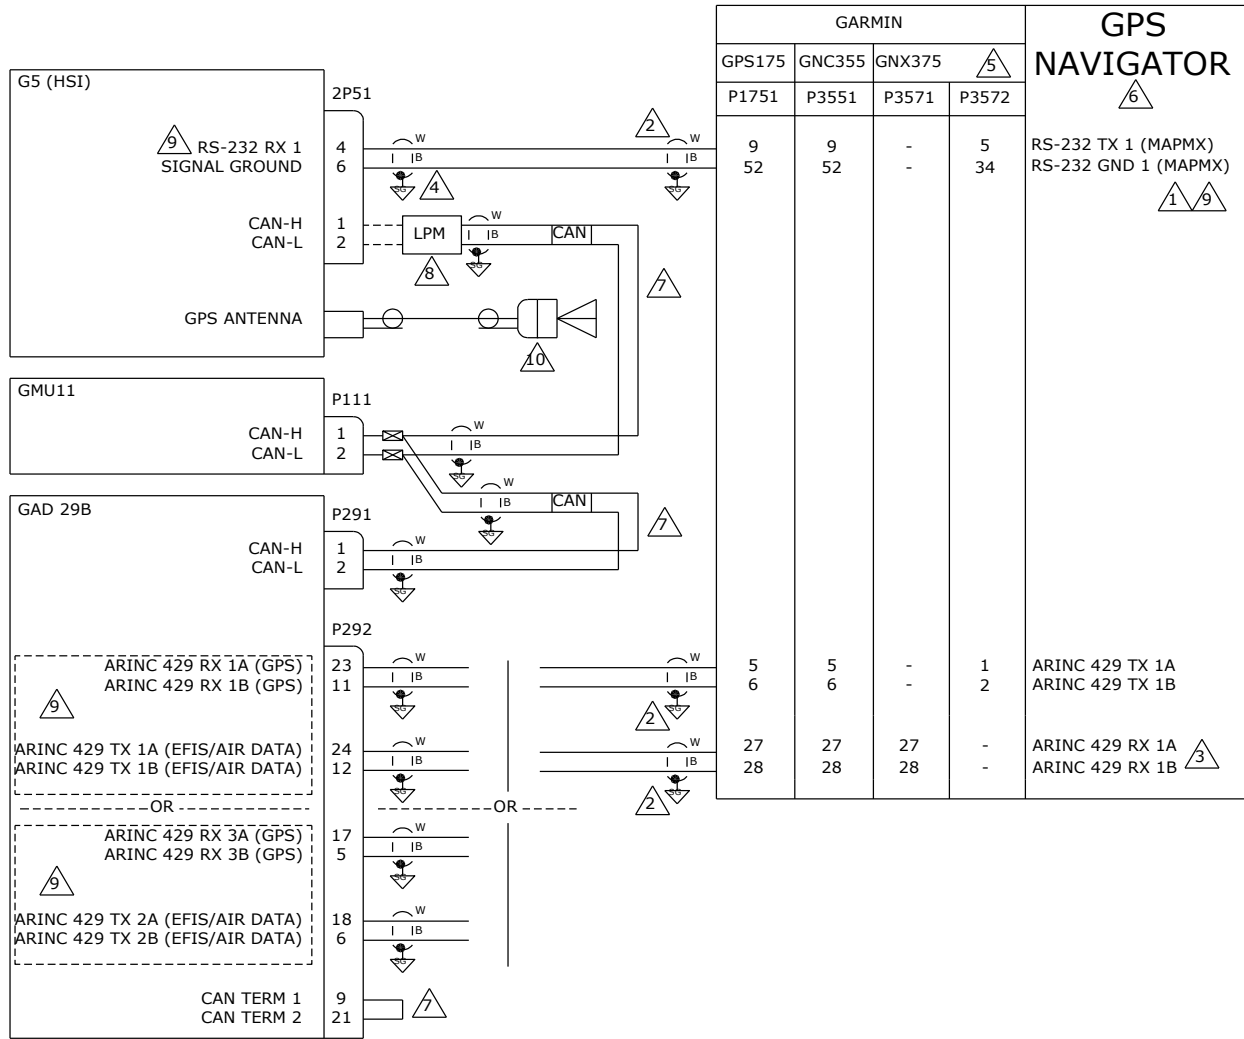 GARMIN
GPS
NAVIGATOR
6
GPS175 GNC355 GNX375 5
P1751 P3551 P3571 P3572
G5 (HSI)
2P51
9 RS-232 RX 1 4 W 2 W 9 9 - 5 RS-232 TX 1 (MAPMX)
SIGNAL GROUND 6 B B 52 52 - 34 RS-232 GND 1 (MAPMX)
SG 4 SG 1 9
CAN-H 1 LPM W CAN
CAN-L 2 B
8 SG 7
GPS ANTENNA
10
GMU11
P111
CAN-H 1 W
CAN-L 2 B
SG
W CAN
B
SG
GAD 29B
P291
7
CAN-H 1 W
CAN-L 2 B
SG
P292
ARINC 429 RX 1A (GPS) 23 W W 5 5 - 1 ARINC 429 TX 1A
ARINC 429 RX 1B (GPS) 11 B B 6 6 - 2 ARINC 429 TX 1B
9 SG 2 SG
ARINC 429 TX 1A (EFIS/AIR DATA) 24 W W 27 27 27 - ARINC 429 RX 1A
ARINC 429 TX 1B (EFIS/AIR DATA) 12 B B 28 28 28 - ARINC 429 RX 1B 3
SG 2 SG
OR OR
ARINC 429 RX 3A (GPS) 17 W
ARINC 429 RX 3B (GPS) 5 B
9 SG
ARINC 429 TX 2A (EFIS/AIR DATA) 18 W
ARINC 429 TX 2B (EFIS/AIR DATA) 6 B
SG
CAN TERM 1 9
CAN TERM 2 21
7